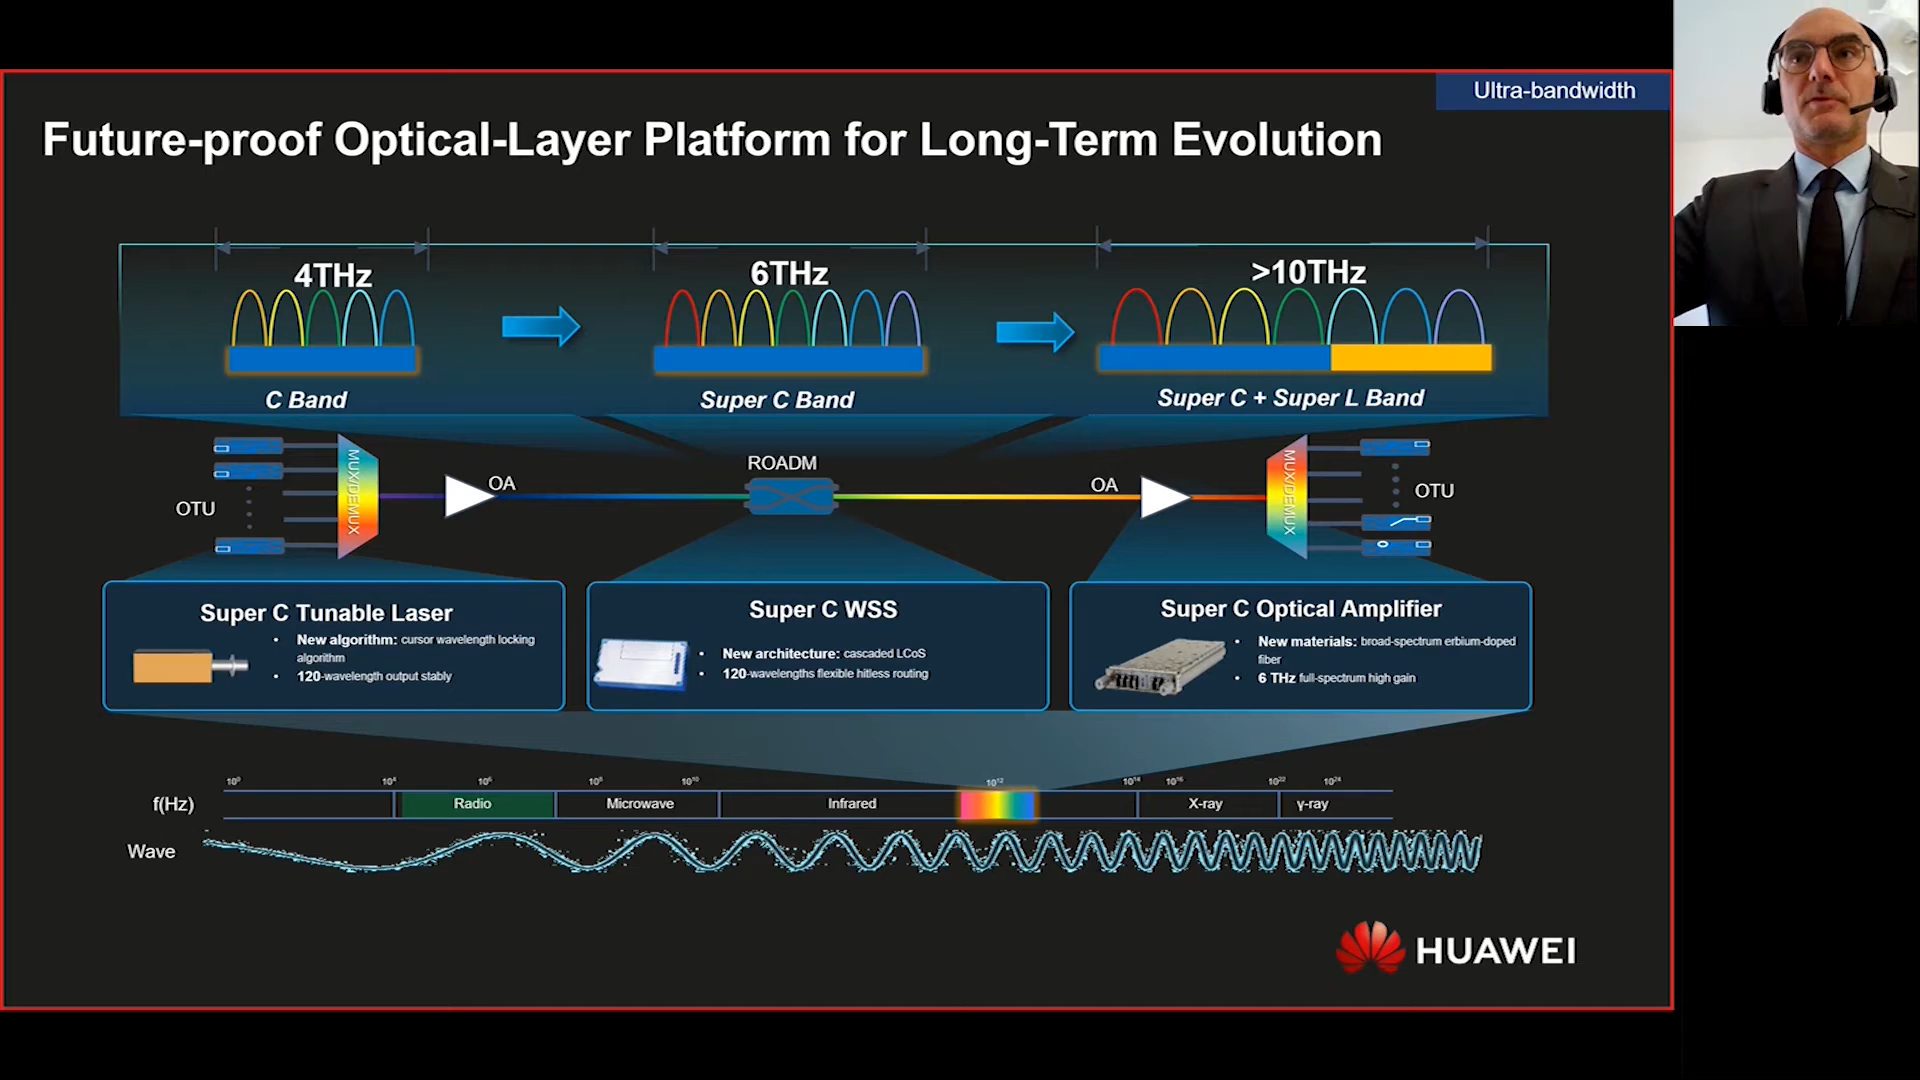 Ultra-bandwidth
Future-proof Optical-Layer Platform for Long-Term Evolution
4THz
6THz
>10THz
C Band
Super C Band
Super C + Super L Band
OTU
MUX/DEMUX
OA
ROADM
OA
MUX/DEMUX
OTU
Super C Tunable Laser
• New algorithm: cursor wavelength locking
algorithm
• 120-wavelength output stably
Super C WSS
• New architecture: cascaded LCoS
• 120-wavelengths flexible hitless routing
Super C Optical Amplifier
• New materials: broad-spectrum erbium-doped
fiber
• 6 THz full-spectrum high gain
10⁰ 10⁴ 10⁶ 10⁸ 10¹⁰ 10¹² 10¹⁴ 10¹⁶ 10²² 10²⁴
f(Hz) Radio Microwave Infrared X-ray γ-ray
Wave
HUAWEI